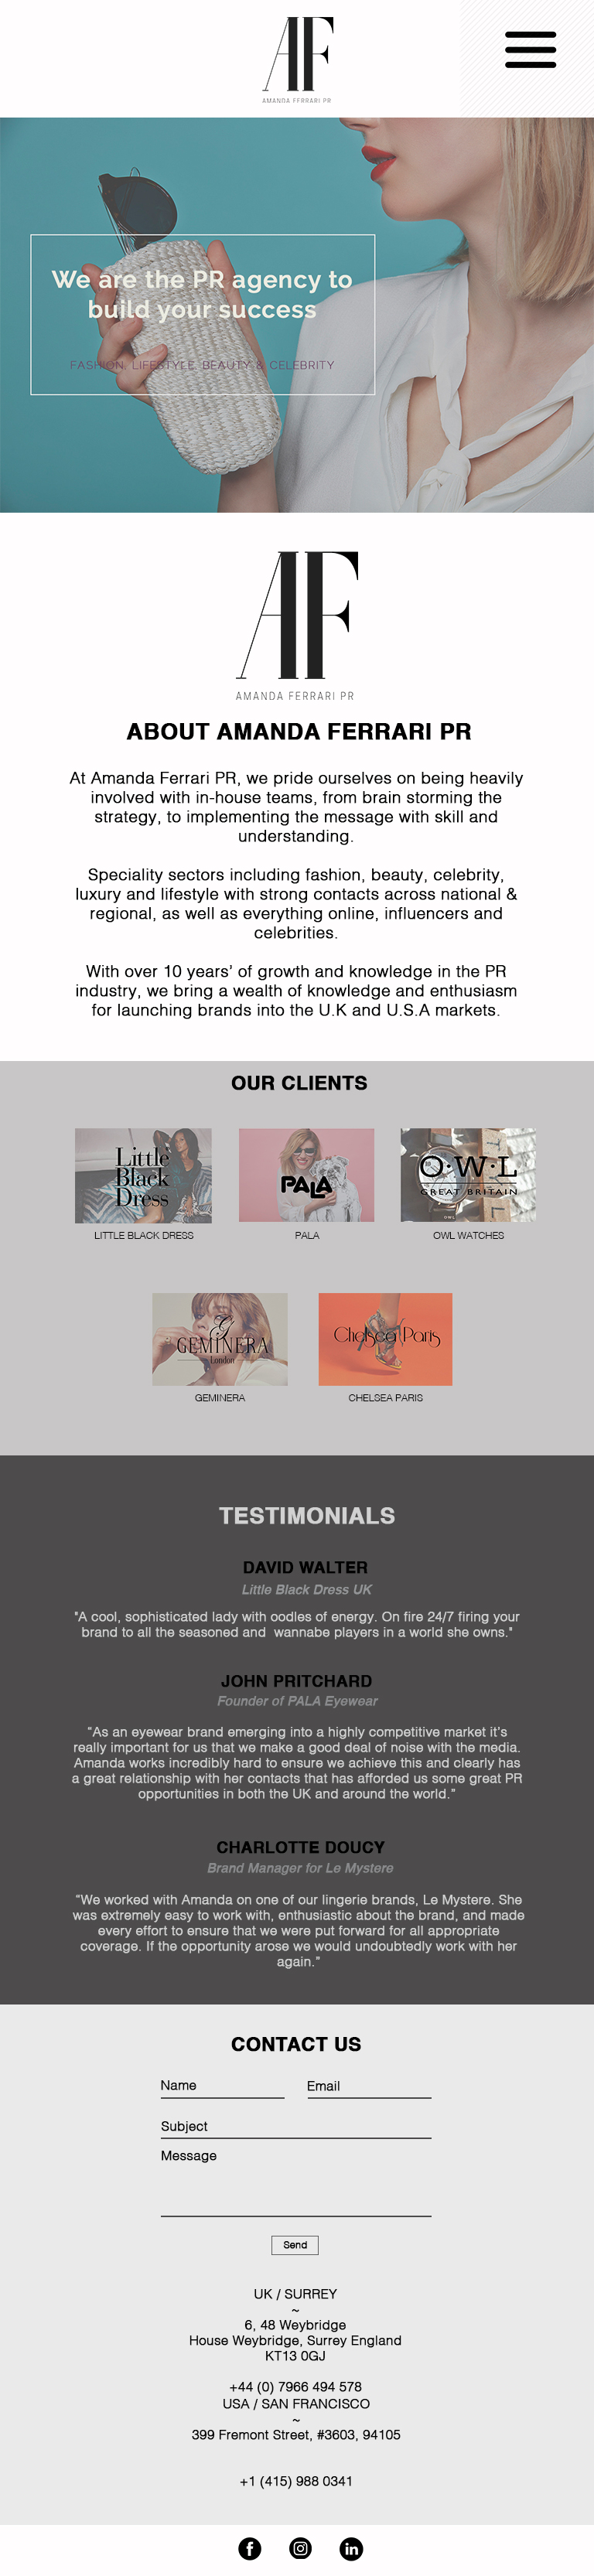 AF
AMANDA FERRARI PR
We are the PR agency to
build your success
FASHION, LIFESTYLE, BEAUTY & CELEBRITY
AF
AMANDA FERRARI PR
ABOUT AMANDA FERRARI PR
At Amanda Ferrari PR, we pride ourselves on being heavily
involved with in-house teams, from brain storming the
strategy, to implementing the message with skill and
understanding.
Speciality sectors including fashion, beauty, celebrity,
luxury and lifestyle with strong contacts across national &
regional, as well as everything online, influencers and
celebrities.
With over 10 years’ of growth and knowledge in the PR
industry, we bring a wealth of knowledge and enthusiasm
for launching brands into the U.K and U.S.A markets.
OUR CLIENTS
Little
Black
Dress
LITTLE BLACK DRESS
PALA
PALA
O·W·L
GREAT BRITAIN
OWL WATCHES
G
GEMINERA
London
GEMINERA
Chelsea Paris
CHELSEA PARIS
TESTIMONIALS
DAVID WALTER
Little Black Dress UK
"A cool, sophisticated lady with oodles of energy. On fire 24/7 firing your
brand to all the seasoned and wannabe players in a world she owns."
JOHN PRITCHARD
Founder of PALA Eyewear
“As an eyewear brand emerging into a highly competitive market it’s
really important for us that we make a good deal of noise with the media.
Amanda works incredibly hard to ensure we achieve this and clearly has
a great relationship with her contacts that has afforded us some great PR
opportunities in both the UK and around the world.”
CHARLOTTE DOUCY
Brand Manager for Le Mystere
“We worked with Amanda on one of our lingerie brands, Le Mystere. She
was extremely easy to work with, enthusiastic about the brand, and made
every effort to ensure that we were put forward for all appropriate
coverage. If the opportunity arose we would undoubtedly work with her
again.”
CONTACT US
Name Email
Subject
Message
Send
UK / SURREY
~
6, 48 Weybridge
House Weybridge, Surrey England
KT13 0GJ
+44 (0) 7966 494 578
USA / SAN FRANCISCO
~
399 Fremont Street, #3603, 94105
+1 (415) 988 0341
f in